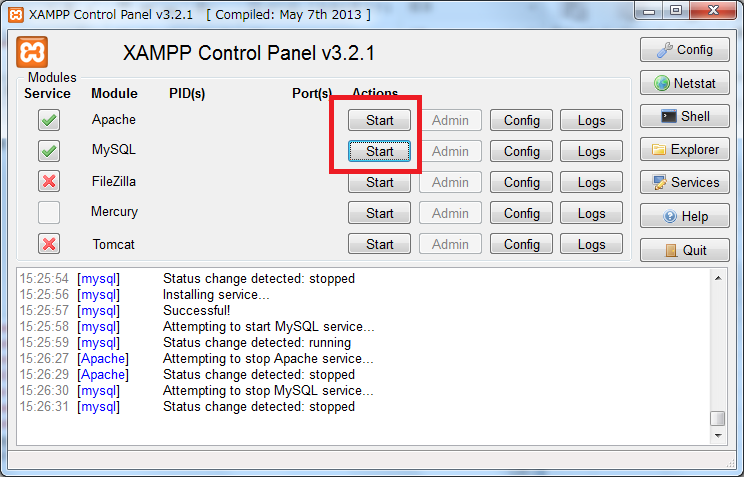 XAMPP Control Panel v3.2.1 [ Compiled: May 7th 2013 ]
XAMPP Control Panel v3.2.1
Config
Modules
Service Module PID(s) Port(s) Actions
Netstat
Apache Start Admin Config Logs
Shell
MySQL Start Admin Config Logs
Explorer
FileZilla Start Admin Config Logs
Services
Mercury Start Admin Config Logs
Help
Tomcat Start Admin Config Logs
Quit
15:25:54 [mysql] Status change detected: stopped
15:25:56 [mysql] Installing service...
15:25:57 [mysql] Successful!
15:25:58 [mysql] Attempting to start MySQL service...
15:25:59 [mysql] Status change detected: running
15:26:27 [Apache] Attempting to stop Apache service...
15:26:29 [Apache] Status change detected: stopped
15:26:30 [mysql] Attempting to stop MySQL service...
15:26:31 [mysql] Status change detected: stopped